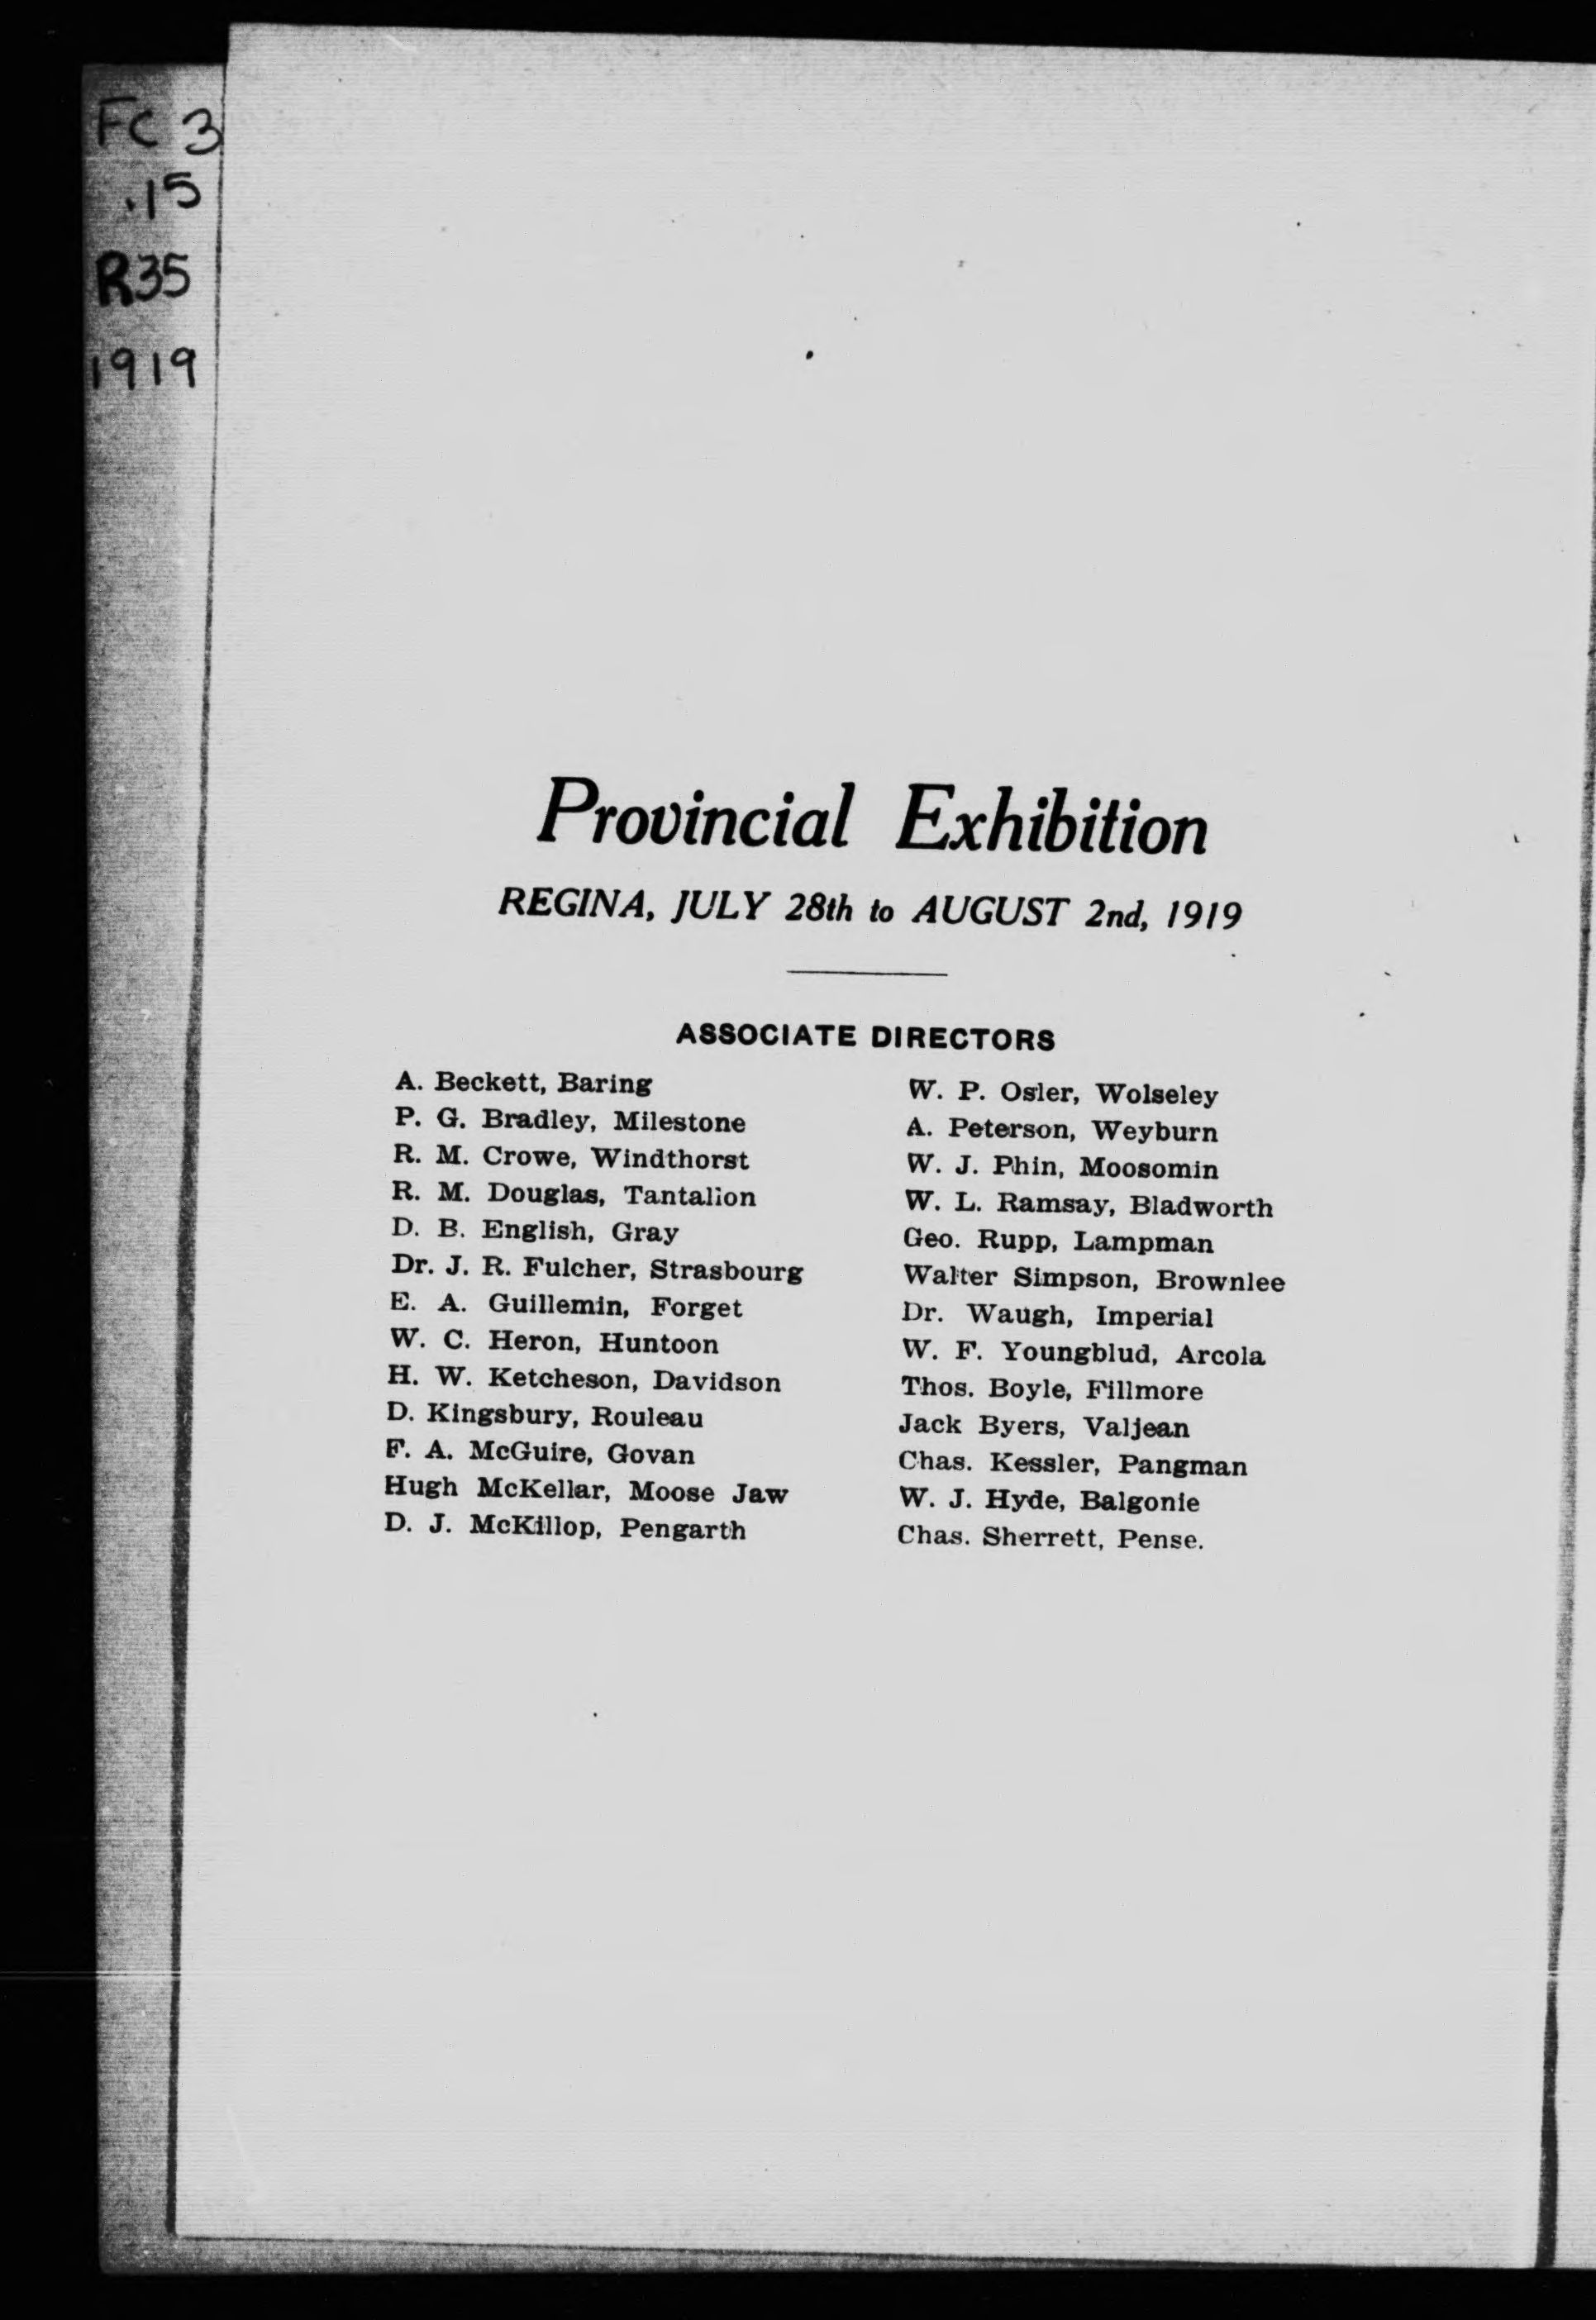 FC 3
.15
R35
1919
Provincial Exhibition
REGINA, JULY 28th to AUGUST 2nd, 1919
ASSOCIATE DIRECTORS
A. Beckett, Baring
P. G. Bradley, Milestone
R. M. Crowe, Windthorst
R. M. Douglas, Tantallon
D. B. English, Gray
Dr. J. R. Fulcher, Strasbourg
E. A. Guillemin, Forget
W. C. Heron, Huntoon
H. W. Ketcheson, Davidson
D. Kingsbury, Rouleau
F. A. McGuire, Govan
Hugh McKellar, Moose Jaw
D. J. McKillop, Pengarth
W. P. Osler, Wolseley
A. Peterson, Weyburn
W. J. Phin, Moosomin
W. L. Ramsay, Bladworth
Geo. Rupp, Lampman
Walter Simpson, Brownlee
Dr. Waugh, Imperial
W. F. Youngblud, Arcola
Thos. Boyle, Fillmore
Jack Byers, Valjean
Chas. Kessler, Pangman
W. J. Hyde, Balgonie
Chas. Sherrett, Pense.